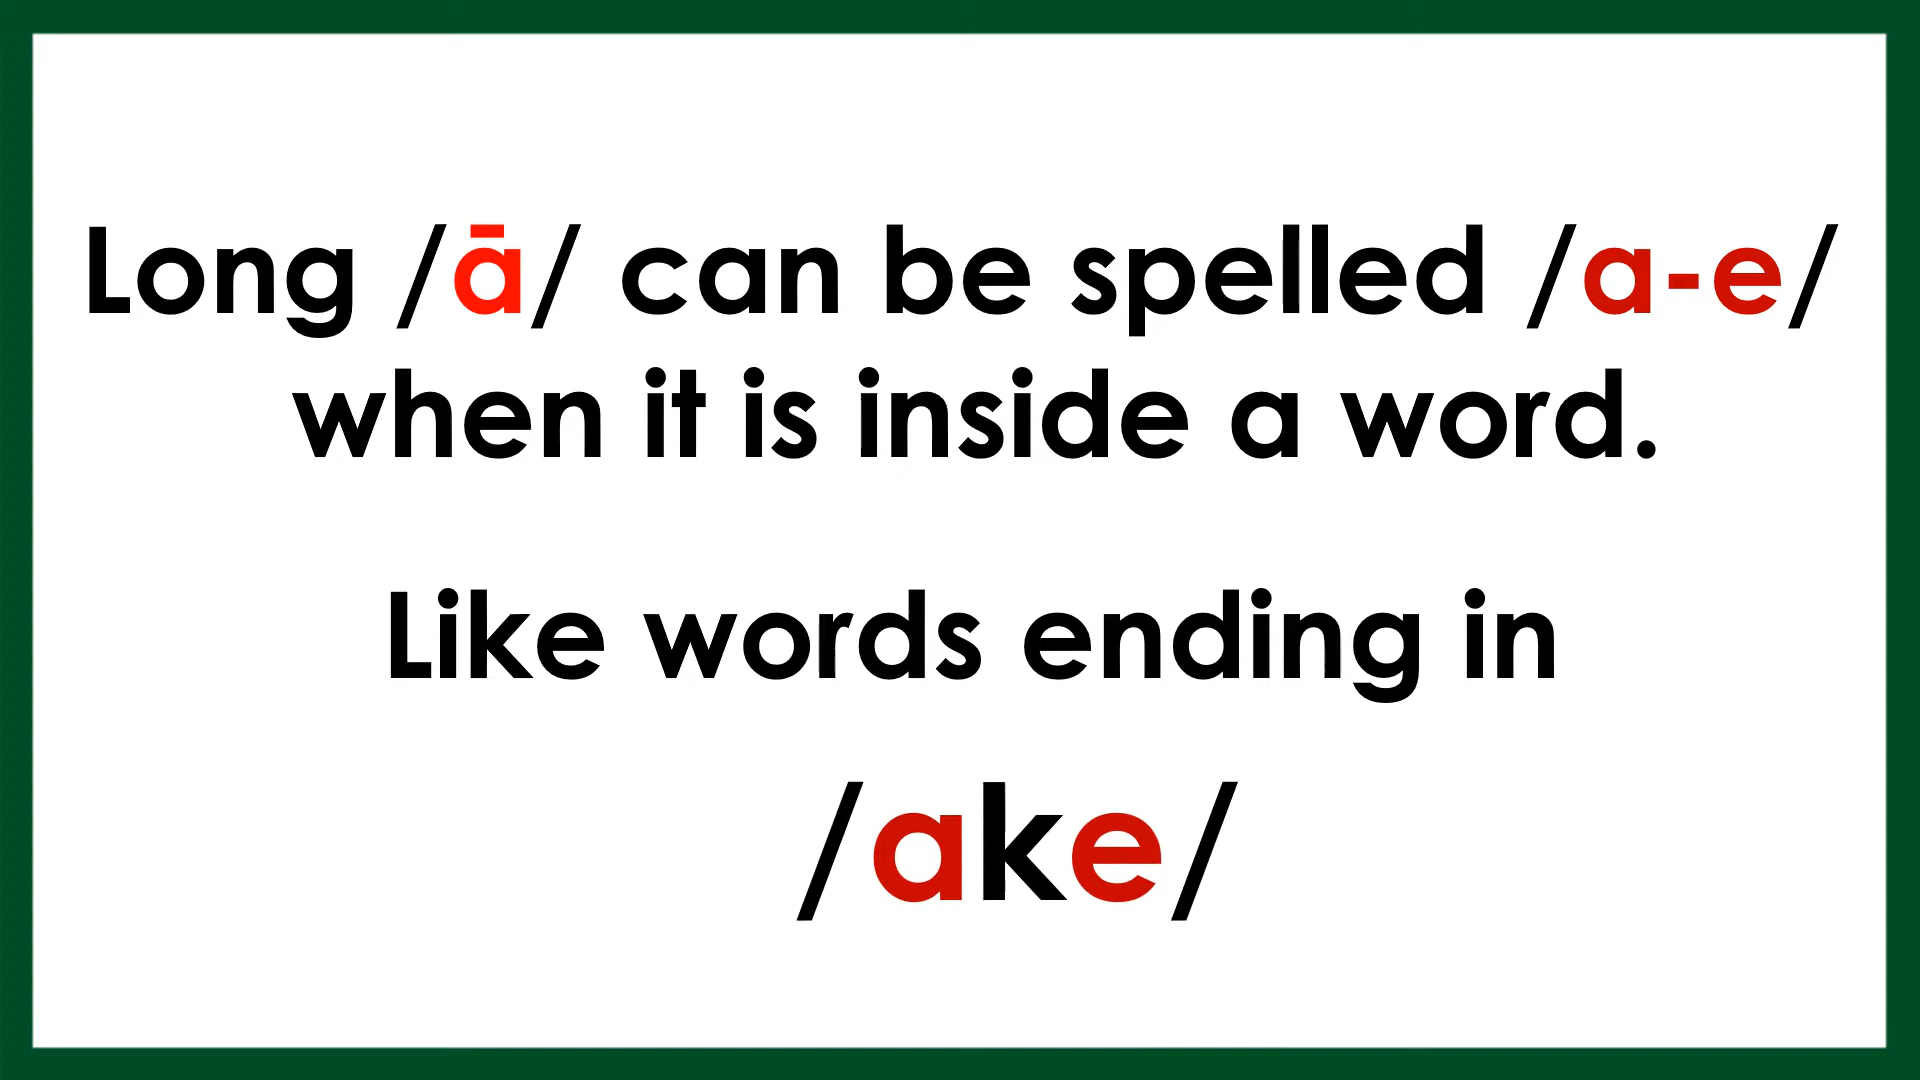 Long /ā/ can be spelled /a-e/
when it is inside a word.
Like words ending in
/ake/